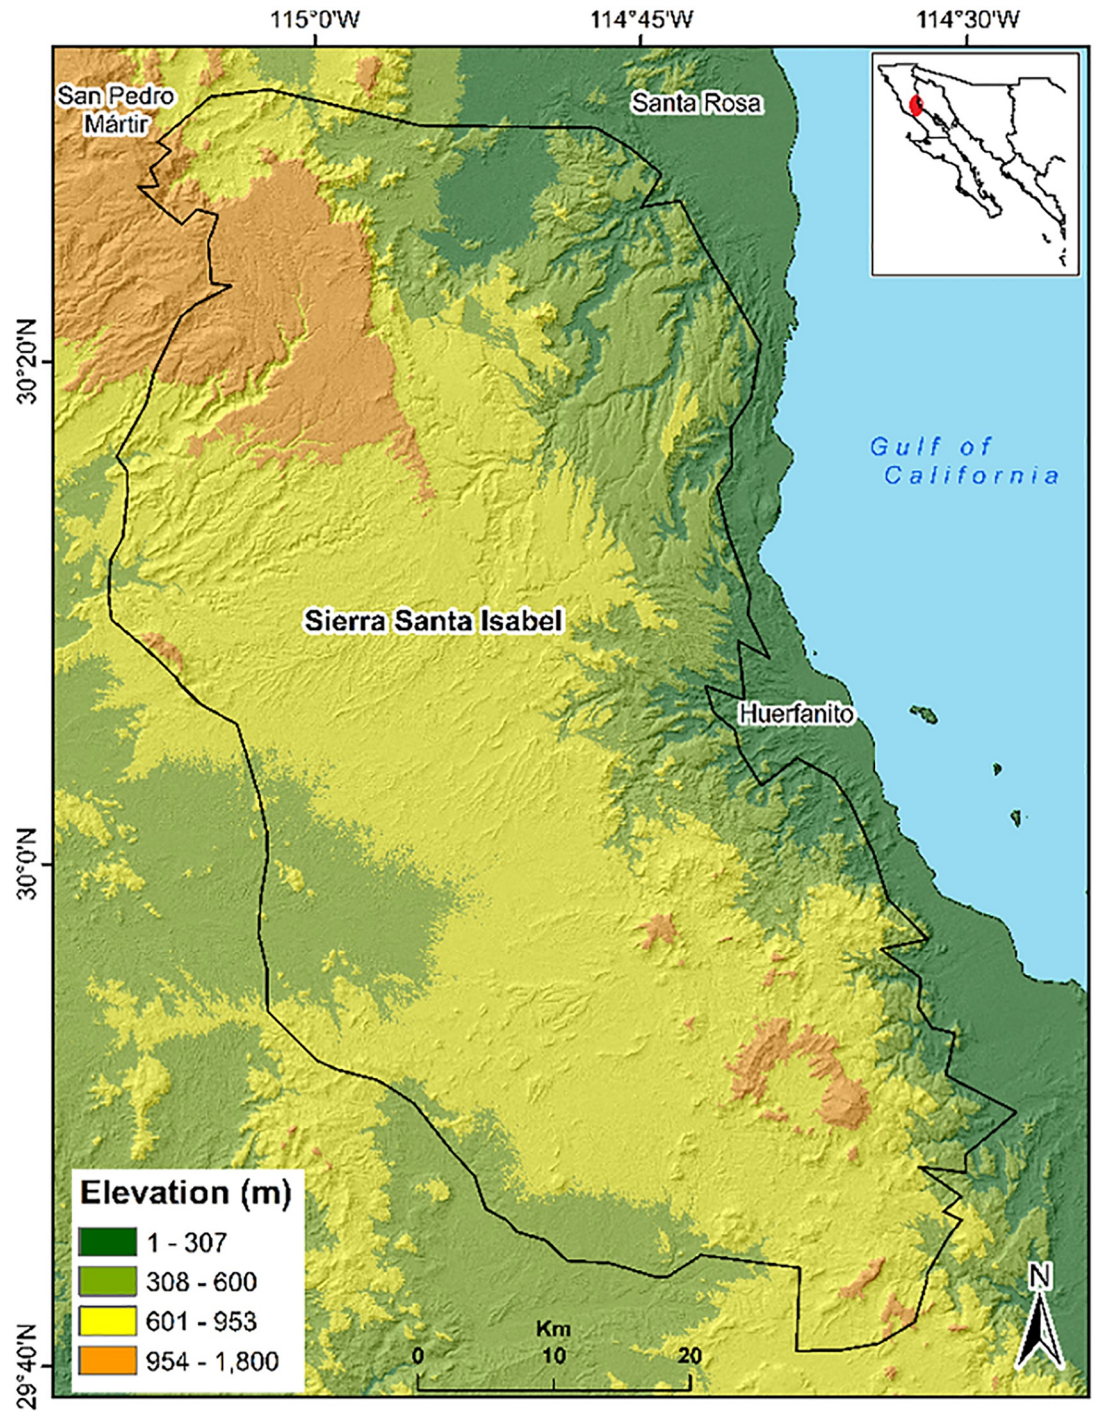 115°0'W
114°45'W
114°30'W
San Pedro
Mártir
Santa Rosa
30°20'N
Gulf of
California
Sierra Santa Isabel
Huerfanito
30°0'N
Elevation (m)
1 - 307
308 - 600
601 - 953
954 - 1,800
Km
0 10 20
N
29°40'N